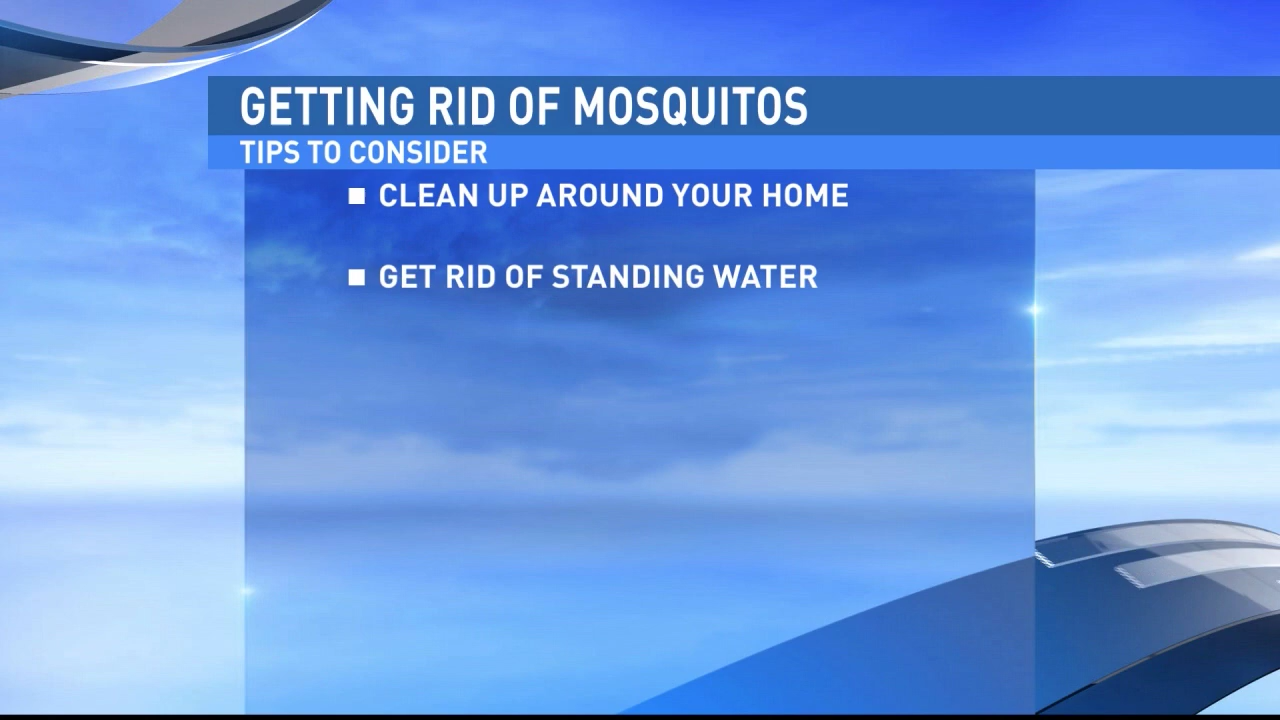 GETTING RID OF MOSQUITOS
TIPS TO CONSIDER
■ CLEAN UP AROUND YOUR HOME
■ GET RID OF STANDING WATER